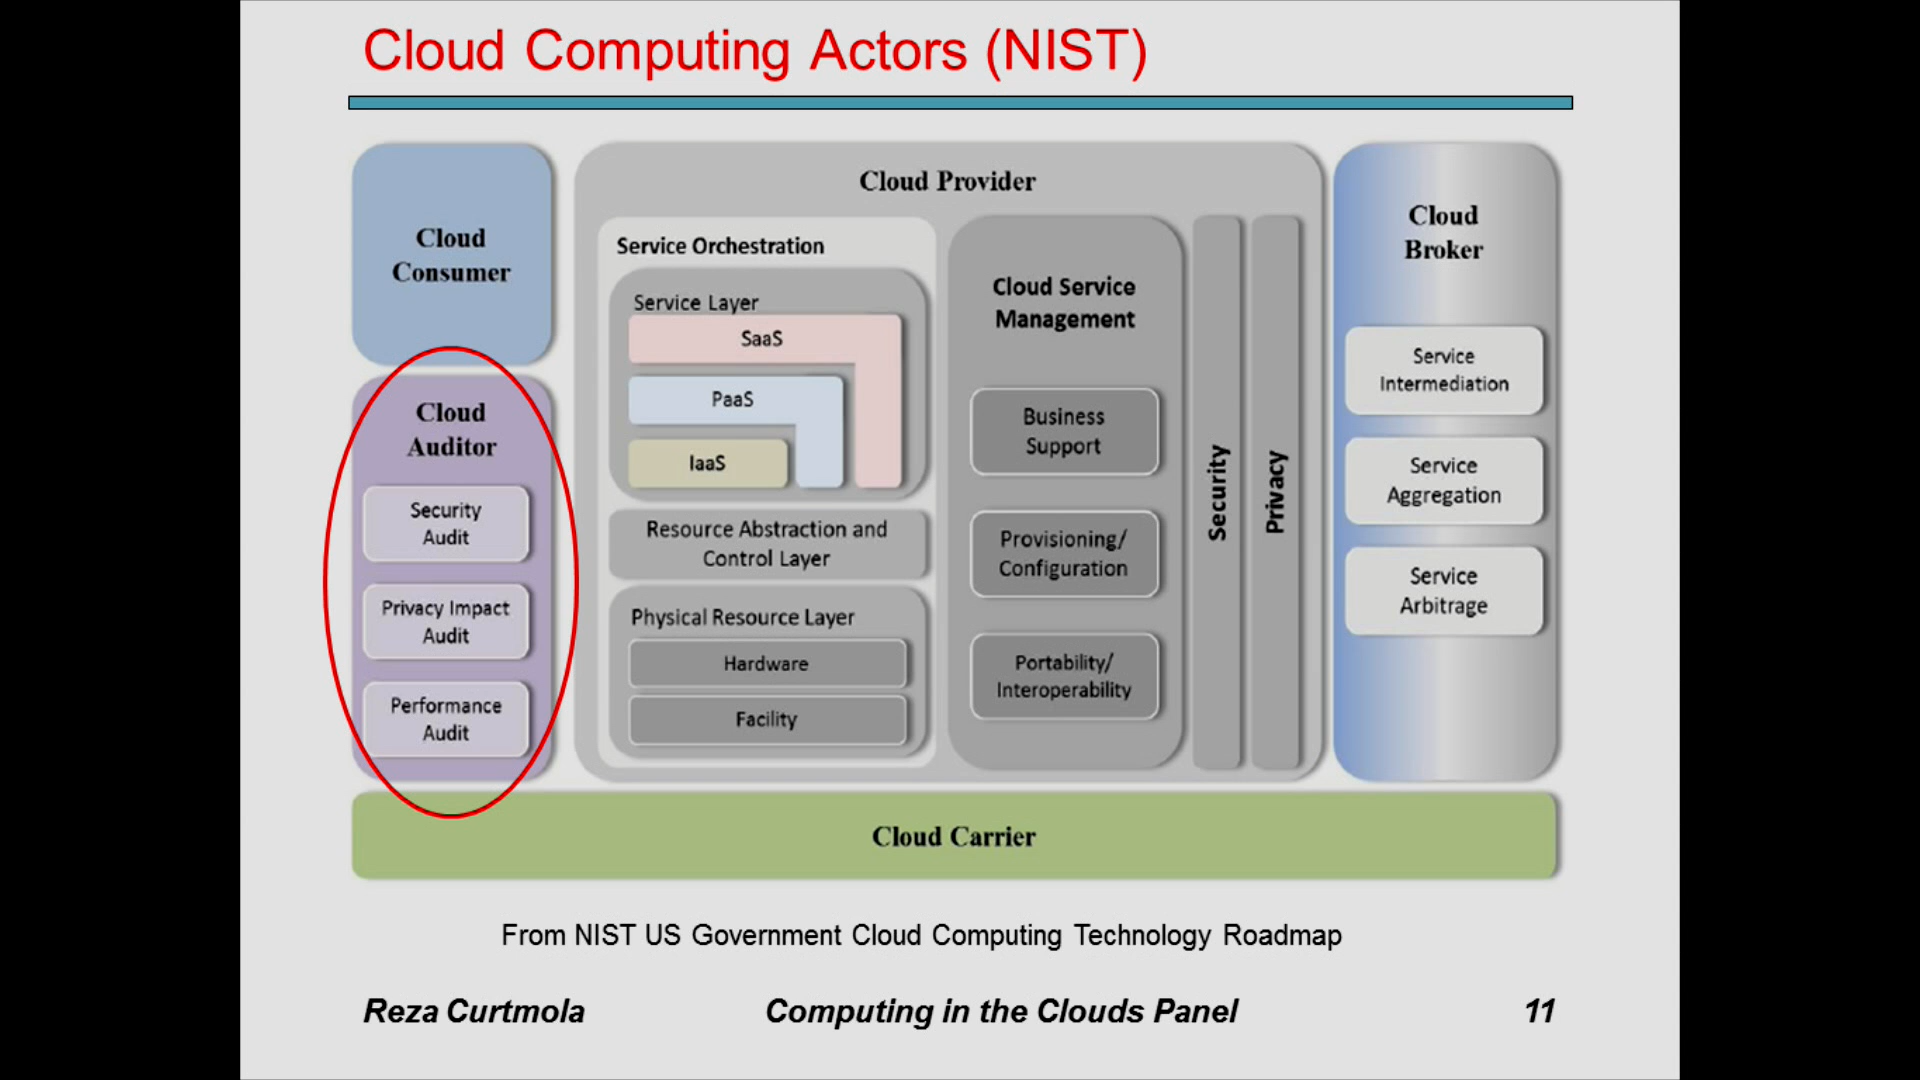 Cloud Computing Actors (NIST)
Cloud
Consumer
Cloud
Auditor
Security
Audit
Privacy Impact
Audit
Performance
Audit
Cloud Provider
Service Orchestration
Service Layer
SaaS
PaaS
IaaS
Resource Abstraction and
Control Layer
Physical Resource Layer
Hardware
Facility
Cloud Service
Management
Business
Support
Provisioning/
Configuration
Portability/
Interoperability
Security
Privacy
Cloud
Broker
Service
Intermediation
Service
Aggregation
Service
Arbitrage
Cloud Carrier
From NIST US Government Cloud Computing Technology Roadmap
Reza Curtmola
Computing in the Clouds Panel
11